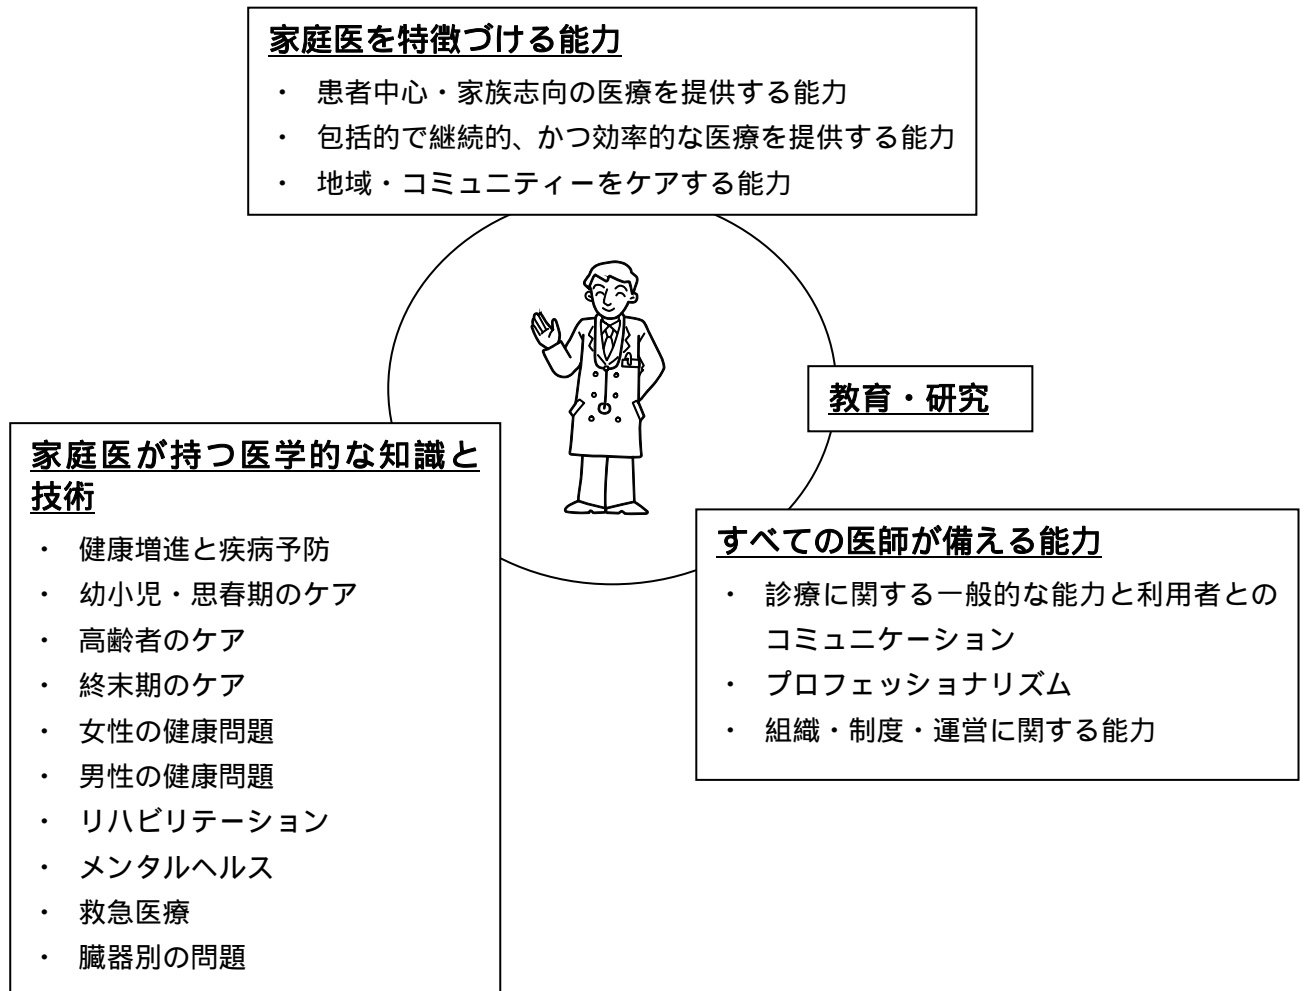 家庭医を特徴づける能力
・ 患者中心・家族志向の医療を提供する能力
・ 包括的で継続的、かつ効率的な医療を提供する能力
・ 地域・コミュニティーをケアする能力
教育・研究
家庭医が持つ医学的な知識と
技術
・ 健康増進と疾病予防
・ 幼小児・思春期のケア
・ 高齢者のケア
・ 終末期のケア
・ 女性の健康問題
・ 男性の健康問題
・ リハビリテーション
・ メンタルヘルス
・ 救急医療
・ 臓器別の問題
すべての医師が備える能力
・ 診療に関する一般的な能力と利用者との
コミュニケーション
・ プロフェッショナリズム
・ 組織・制度・運営に関する能力